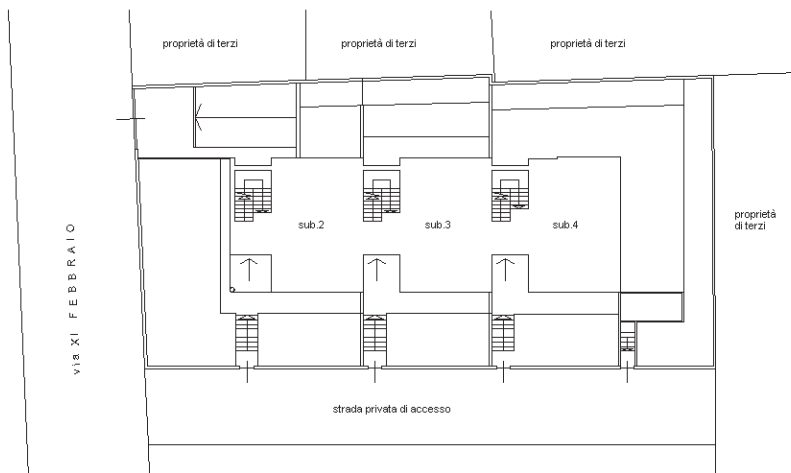 proprietà di terzi
proprietà di terzi
proprietà di terzi
sub.2
sub.3
sub.4
proprietà
di terzi
via XI FEBBRAIO
strada privata di accesso